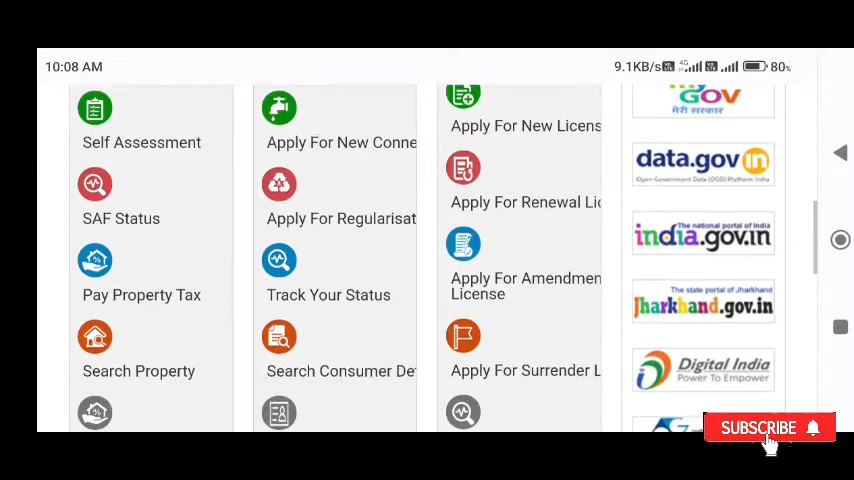 10:08 AM
9.1KB/s
4G
80%
Self Assessment
SAF Status
Pay Property Tax
Search Property
Apply For New Conne
Apply For Regularisat
Track Your Status
Search Consumer De
Apply For New Licens
Apply For Renewal Lic
Apply For Amendmen
License
Apply For Surrender L
GOV
मेरी सरकार
data.gov in
Open Government Data (OGD) Platform India
The national portal of India
india.gov.in
The state portal of Jharkhand
Jharkhand.gov.in
Digital India
Power To Empower
SUBSCRIBE